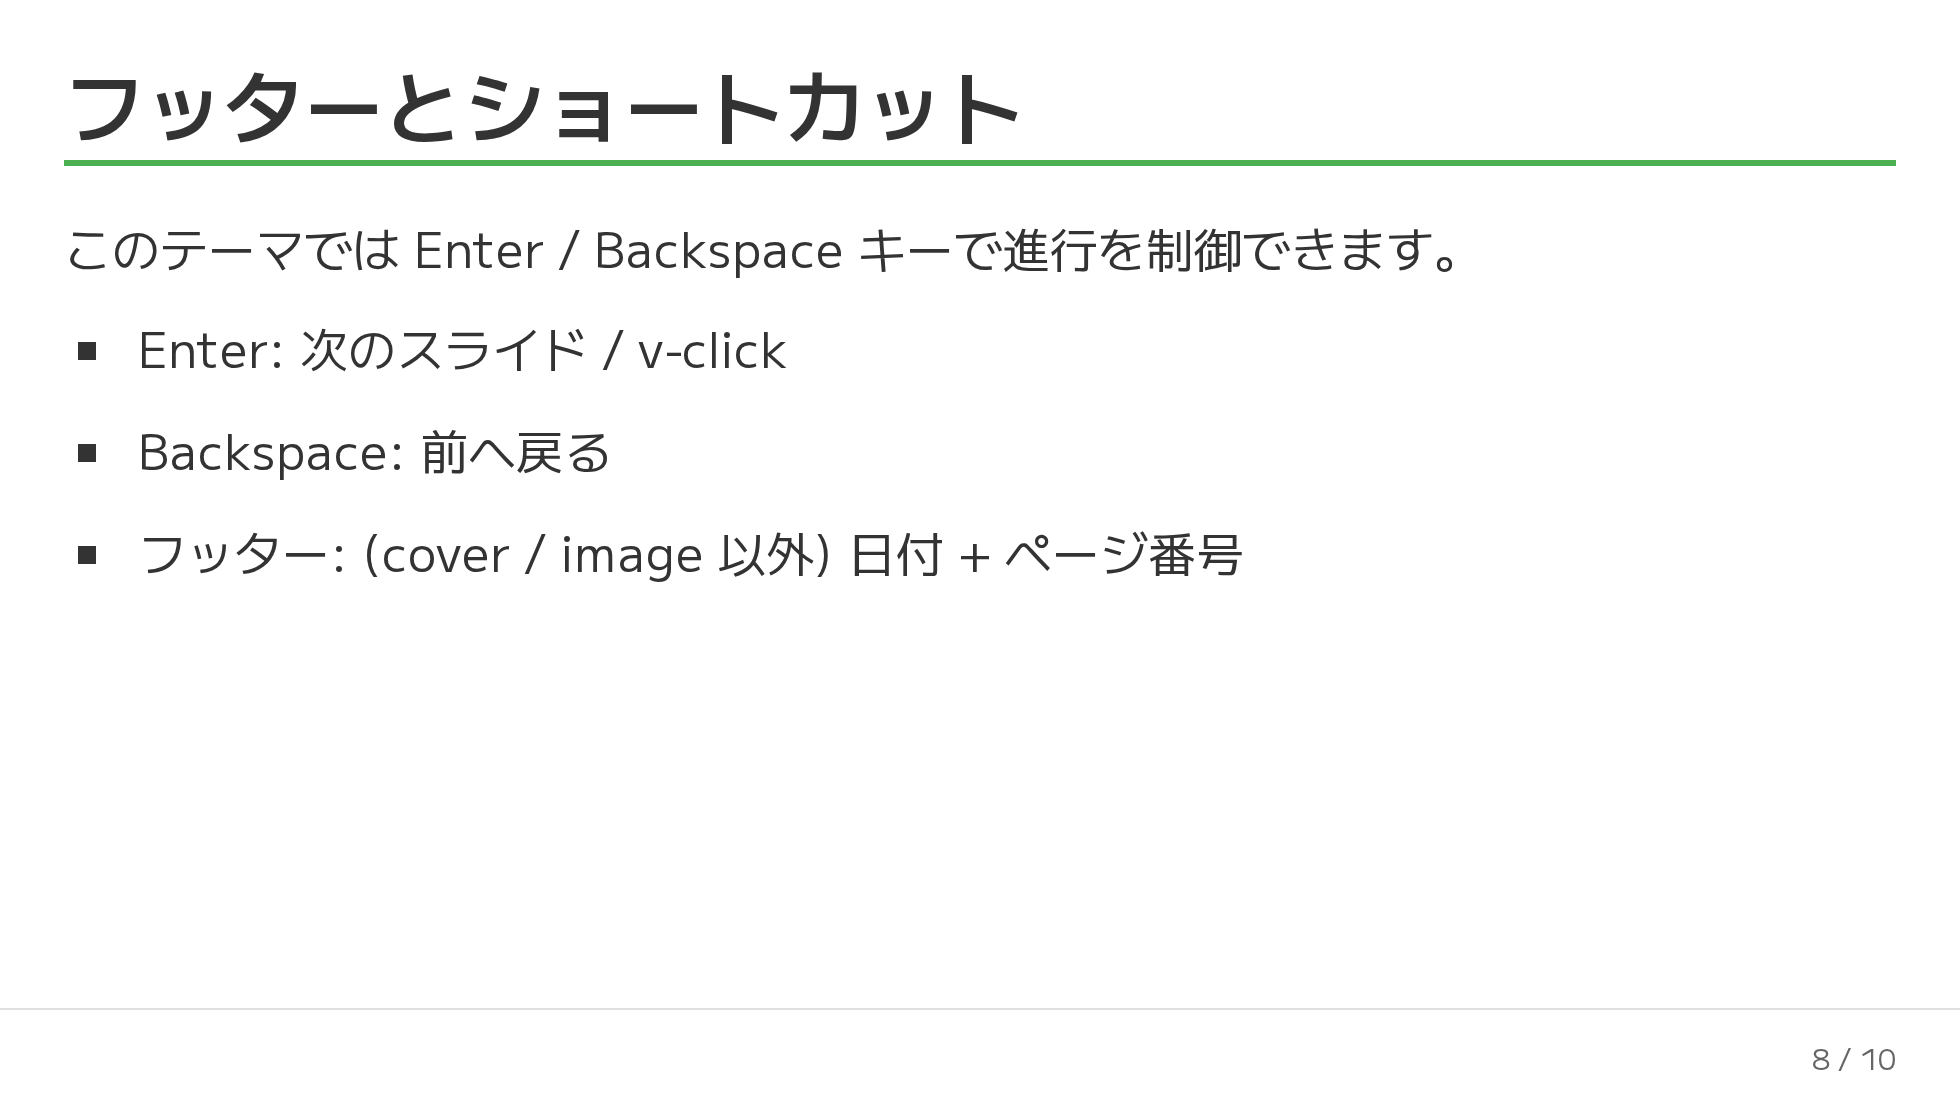 フッターとショートカット
このテーマでは Enter / Backspace キーで進行を制御できます。
■ Enter: 次のスライド / v-click
■ Backspace: 前へ戻る
■ フッター: (cover / image 以外) 日付 + ページ番号
8 / 10